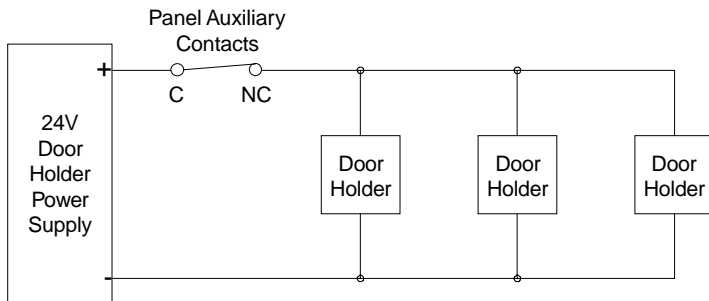 Panel Auxiliary
Contacts
+
C
NC
24V
Door
Holder
Power
Supply
Door
Holder
Door
Holder
Door
Holder
-